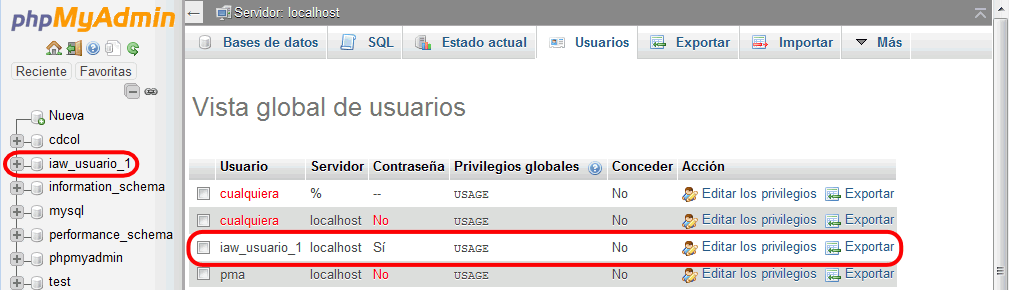 phpMyAdmin
Reciente Favoritas
Nueva
cdcol
iaw_usuario_1
information_schema
mysql
performance_schema
phpmyadmin
test
Servidor: localhost
Bases de datos SQL Estado actual Usuarios Exportar Importar Más
Vista global de usuarios
Usuario Servidor Contraseña Privilegios globales Conceder Acción
cualquiera % -- USAGE No Editar los privilegios Exportar
cualquiera localhost No USAGE No Editar los privilegios Exportar
iaw_usuario_1 localhost Sí USAGE No Editar los privilegios Exportar
pma localhost No USAGE No Editar los privilegios Exportar